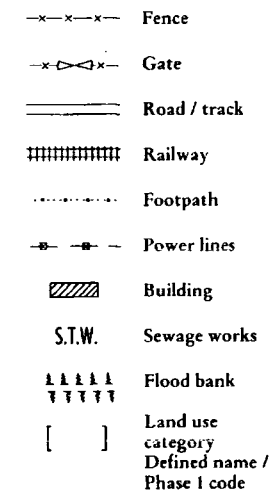 Fence
Gate
Road / track
Railway
Footpath
Power lines
Building
S.T.W. Sewage works
Flood bank
[ ] Land use
category
Defined name /
Phase 1 code